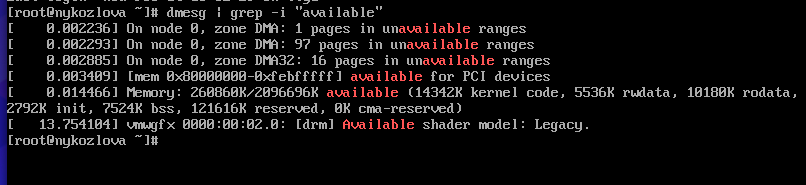 [root@nykozlova ~]# dmesg | grep -i "available"
[    0.002236] On node 0, zone DMA: 1 pages in unavailable ranges
[    0.002293] On node 0, zone DMA: 97 pages in unavailable ranges
[    0.002885] On node 0, zone DMA32: 16 pages in unavailable ranges
[    0.003409] [mem 0x80000000-0xfebfffff] available for PCI devices
[    0.014466] Memory: 260860K/2096696K available (14342K kernel code, 5536K rwdata, 10180K rodata,
2792K init, 7524K bss, 121616K reserved, 0K cma-reserved)
[   13.754104] vmwgfx 0000:00:02.0: [drm] Available shader model: Legacy.
[root@nykozlova ~]#